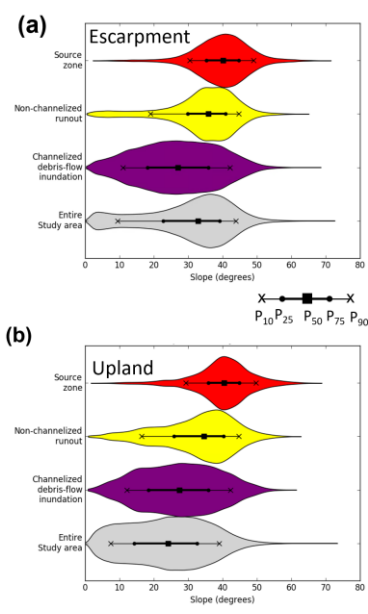 (a)
Escarpment
Source
zone
Non-channelized
runout
Channelized
debris-flow
inundation
Entire
Study area
0 10 20 30 40 50 60 70 80
Slope (degrees)
P10 P25 P50 P75 P90
(b)
Upland
Source
zone
Non-channelized
runout
Channelized
debris-flow
inundation
Entire
Study area
0 10 20 30 40 50 60 70 80
Slope (degrees)